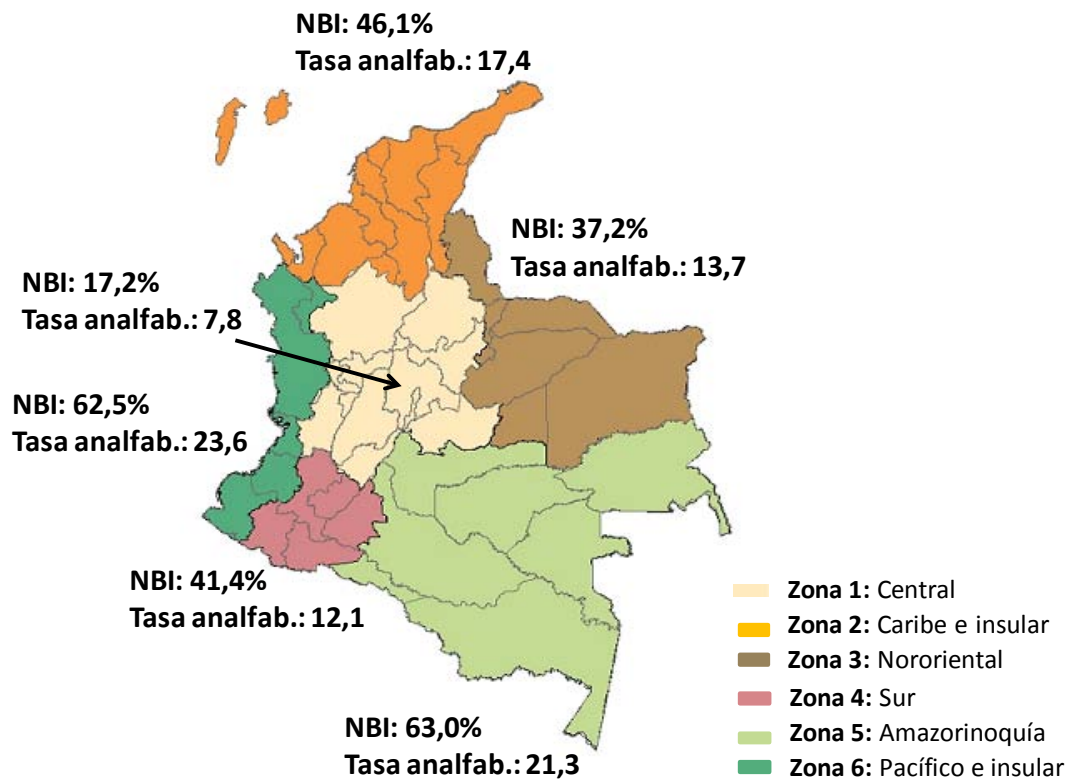 NBI: 46,1%
Tasa analfab.: 17,4
NBI: 37,2%
Tasa analfab.: 13,7
NBI: 17,2%
Tasa analfab.: 7,8
NBI: 62,5%
Tasa analfab.: 23,6
NBI: 41,4%
Tasa analfab.: 12,1
NBI: 63,0%
Tasa analfab.: 21,3
Zona 1: Central
Zona 2: Caribe e insular
Zona 3: Nororiental
Zona 4: Sur
Zona 5: Amazorinoquía
Zona 6: Pacífico e insular